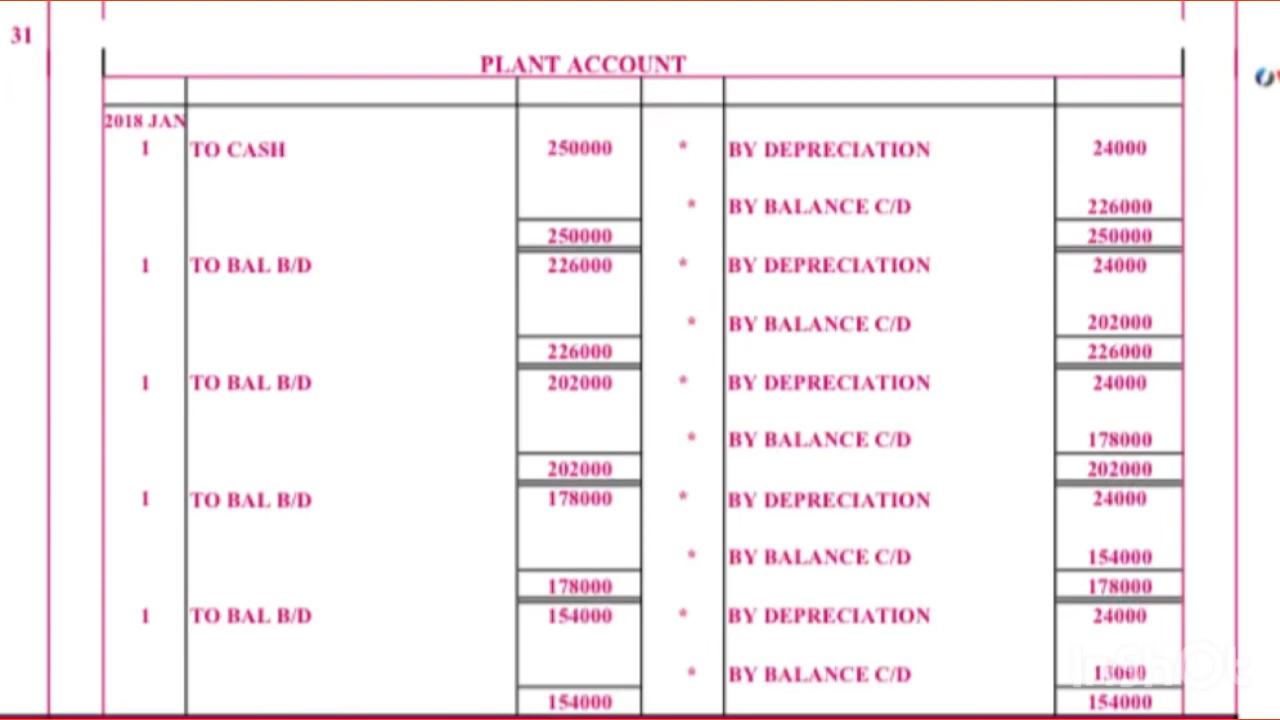 31
PLANT ACCOUNT
2018 JAN
1 TO CASH 250000 * BY DEPRECIATION 24000
* BY BALANCE C/D 226000
250000 250000
1 TO BAL B/D 226000 * BY DEPRECIATION 24000
* BY BALANCE C/D 202000
226000 226000
1 TO BAL B/D 202000 * BY DEPRECIATION 24000
* BY BALANCE C/D 178000
202000 202000
1 TO BAL B/D 178000 * BY DEPRECIATION 24000
* BY BALANCE C/D 154000
178000 178000
1 TO BAL B/D 154000 * BY DEPRECIATION 24000
* BY BALANCE C/D 13000
154000 154000
InShOt